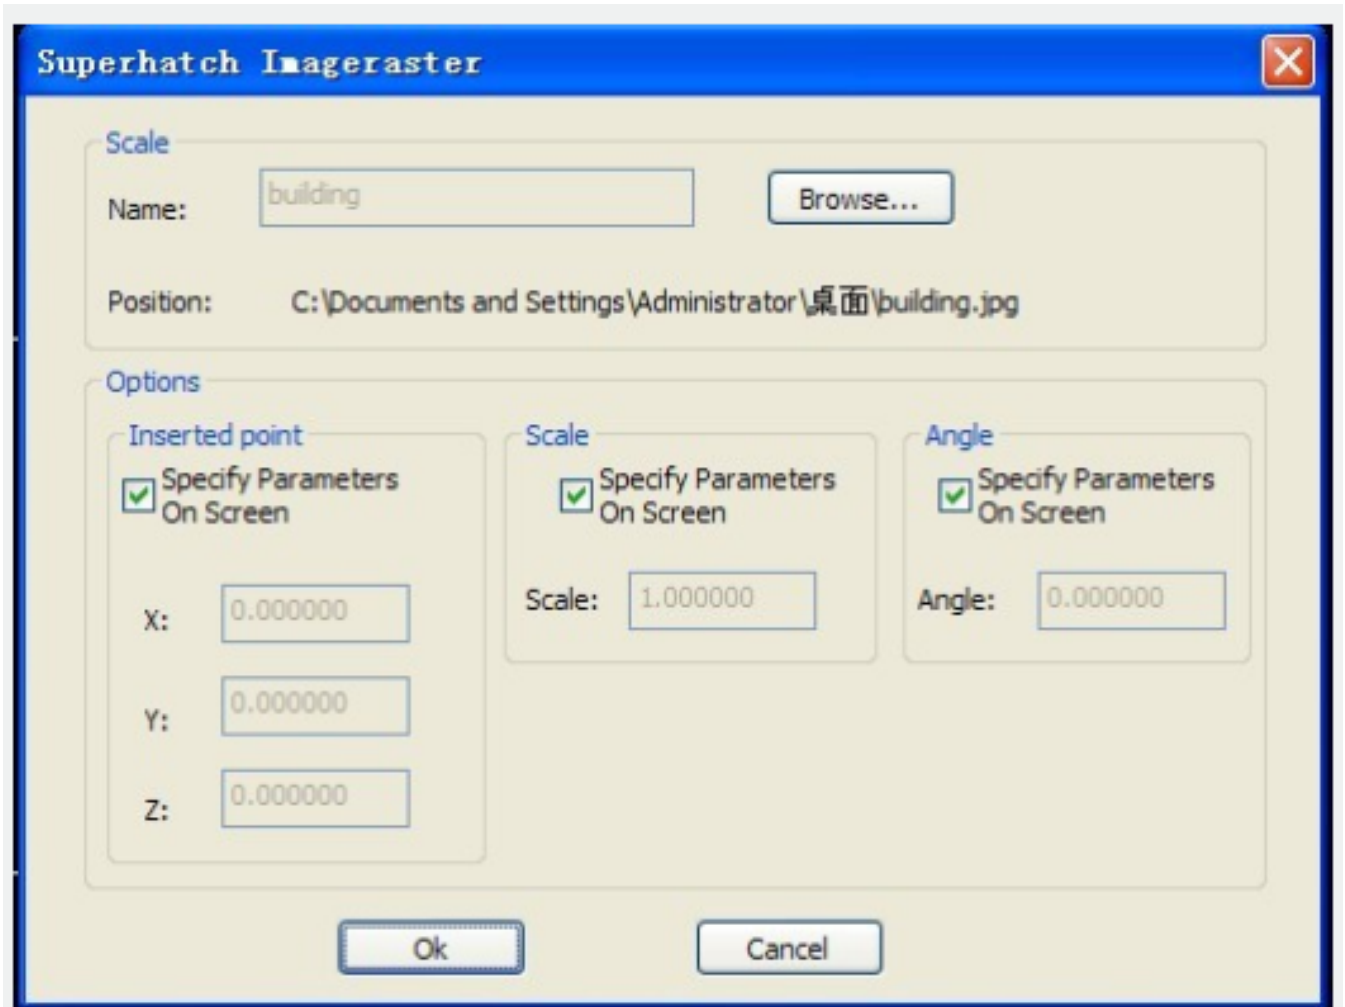 Superhatch Imageraster
Scale
Name:
building
Browse...
Position:
C:\Documents and Settings\Administrator\桌面\building.jpg
Options
Inserted point
Specify Parameters
On Screen
X:
0.000000
Y:
0.000000
Z:
0.000000
Scale
Specify Parameters
On Screen
Scale:
1.000000
Angle
Specify Parameters
On Screen
Angle:
0.000000
Ok
Cancel